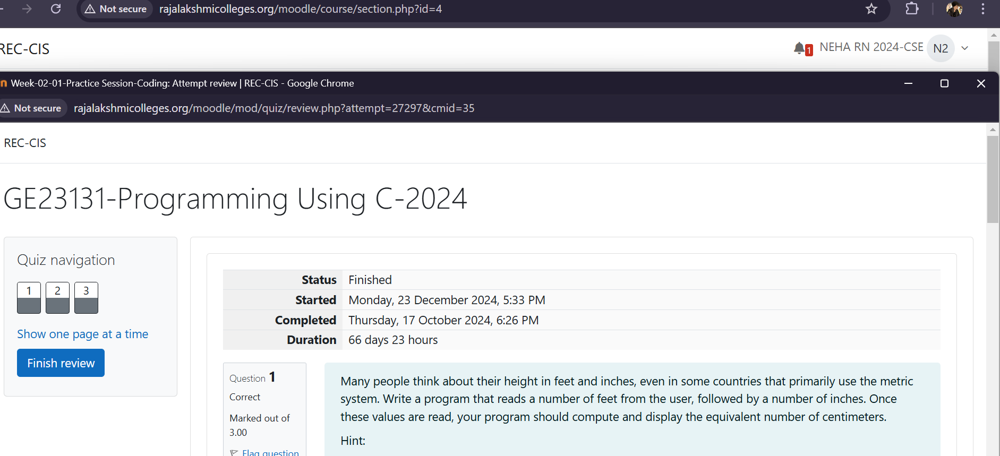 Not secure rajalakshmicolleges.org/moodle/course/section.php?id=4
REC-CIS
1 NEHA RN 2024-CSE N2
Week-02-01-Practice Session-Coding: Attempt review | REC-CIS - Google Chrome
Not secure rajalakshmicolleges.org/moodle/mod/quiz/review.php?attempt=27297&cmid=35
REC-CIS
GE23131-Programming Using C-2024
Quiz navigation
1 2 3
Show one page at a time
Finish review
Status Finished
Started Monday, 23 December 2024, 5:33 PM
Completed Thursday, 17 October 2024, 6:26 PM
Duration 66 days 23 hours
Question 1
Correct
Marked out of
3.00
Flag question
Many people think about their height in feet and inches, even in some countries that primarily use the metric
system. Write a program that reads a number of feet from the user, followed by a number of inches. Once
these values are read, your program should compute and display the equivalent number of centimeters.
Hint: